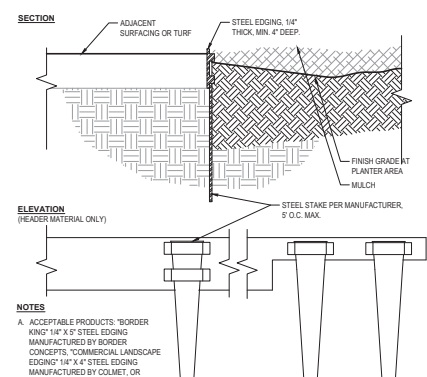 SECTION
ADJACENT
SURFACING OR TURF
STEEL EDGING, 1/4"
THICK, MIN. 4" DEEP.
FINISH GRADE AT
PLANTER AREA
MULCH
STEEL STAKE PER MANUFACTURER,
5' O.C. MAX.
ELEVATION
(HEADER MATERIAL ONLY)
NOTES
A. ACCEPTABLE PRODUCTS: "BORDER
KING" 1/4" X 5" STEEL EDGING
MANUFACTURED BY BORDER
CONCEPTS, "COMMERCIAL LANDSCAPE
EDGING" 1/4" X 4" STEEL EDGING
MANUFACTURED BY COLMET, OR